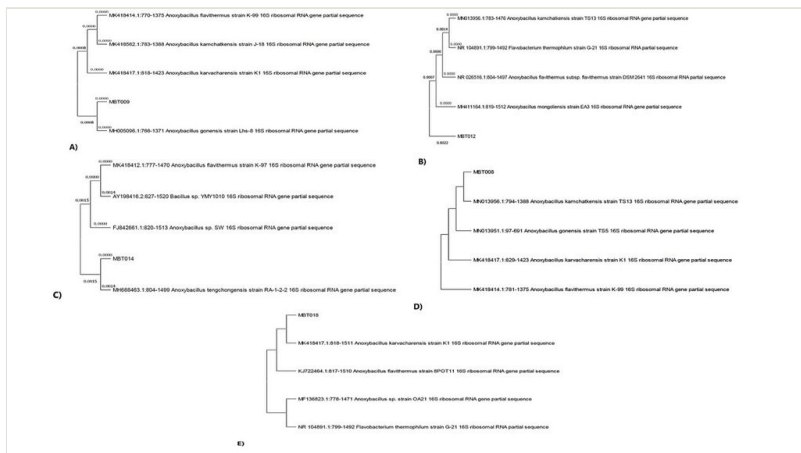 MK418414.1:770-1375 Anoxybacillus flavithermus strain K-99 16S ribosomal RNA gene partial sequence
MK418562.1:783-1388 Anoxybacillus kamchatkensis strain J-18 16S ribosomal RNA gene partial sequence
MK418417.1:818-1423 Anoxybacillus karvacharensis strain K1 16S ribosomal RNA gene partial sequence
MBT009
MH005096.1:766-1371 Anoxybacillus gonensis strain Lhs-8 16S ribosomal RNA gene partial sequence
A)
MN013956.1:783-1476 Anoxybacillus kamchatkensis strain TS13 16S ribosomal RNA gene partial sequence
NR 104891.1:799-1492 Flavobacterium thermophilum strain G-21 16S ribosomal RNA partial sequence
NR 026516.1:804-1497 Anoxybacillus flavithermus subsp. flavithermus strain DSM 2641 16S ribosomal RNA partial sequence
MN411164.1:819-1512 Anoxybacillus mongoliensis strain EA3 16S ribosomal RNA gene partial sequence
MBT012
0.0022
B)
MK418412.1:777-1470 Anoxybacillus flavithermus strain K-97 16S ribosomal RNA gene partial sequence
AY198418.2:827-1520 Bacillus sp. YMY1010 16S ribosomal RNA gene partial sequence
FJ842661.1:820-1513 Anoxybacillus sp. SW 16S ribosomal RNA gene partial sequence
MBT014
MH688483.1:804-1499 Anoxybacillus tengchongensis strain RA-1-2-2 16S ribosomal RNA gene partial sequence
C)
MBT008
MN013956.1:794-1388 Anoxybacillus kamchatkensis strain TS13 16S ribosomal RNA gene partial sequence
MN013951.1:97-691 Anoxybacillus gonensis strain TS5 16S ribosomal RNA gene partial sequence
MK418417.1:829-1423 Anoxybacillus karvacharensis strain K1 16S ribosomal RNA gene partial sequence
MK418414.1:781-1375 Anoxybacillus flavithermus strain K-99 16S ribosomal RNA gene partial sequence
D)
MBT018
MK418417.1:818-1511 Anoxybacillus karvacharensis strain K1 16S ribosomal RNA gene partial sequence
KJ722464.1:817-1510 Anoxybacillus flavithermus strain 8POT11 16S ribosomal RNA gene partial sequence
MF136823.1:778-1471 Anoxybacillus sp. strain OA21 16S ribosomal RNA gene partial sequence
NR 104891.1:799-1492 Flavobacterium thermophilum strain G-21 16S ribosomal RNA partial sequence
E)